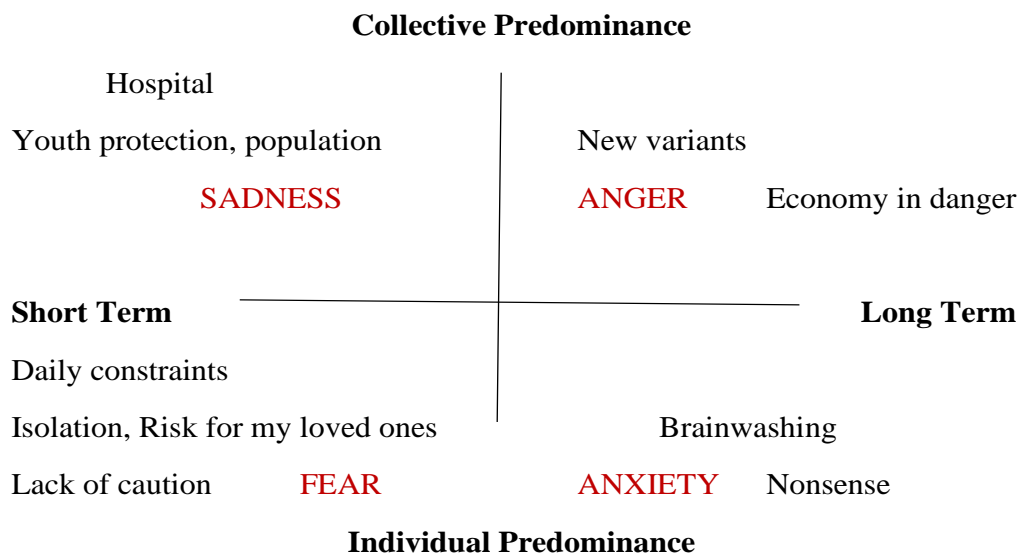 Collective Predominance
Hospital
Youth protection, population New variants
SADNESS ANGER Economy in danger
Short Term Long Term
Daily constraints
Isolation, Risk for my loved ones Brainwashing
Lack of caution FEAR ANXIETY Nonsense
Individual Predominance